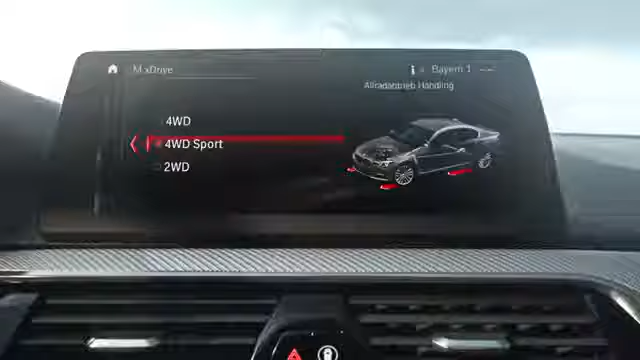 M xDrive
Bayern 1
Allradantrieb Handling
4WD
4WD Sport
2WD